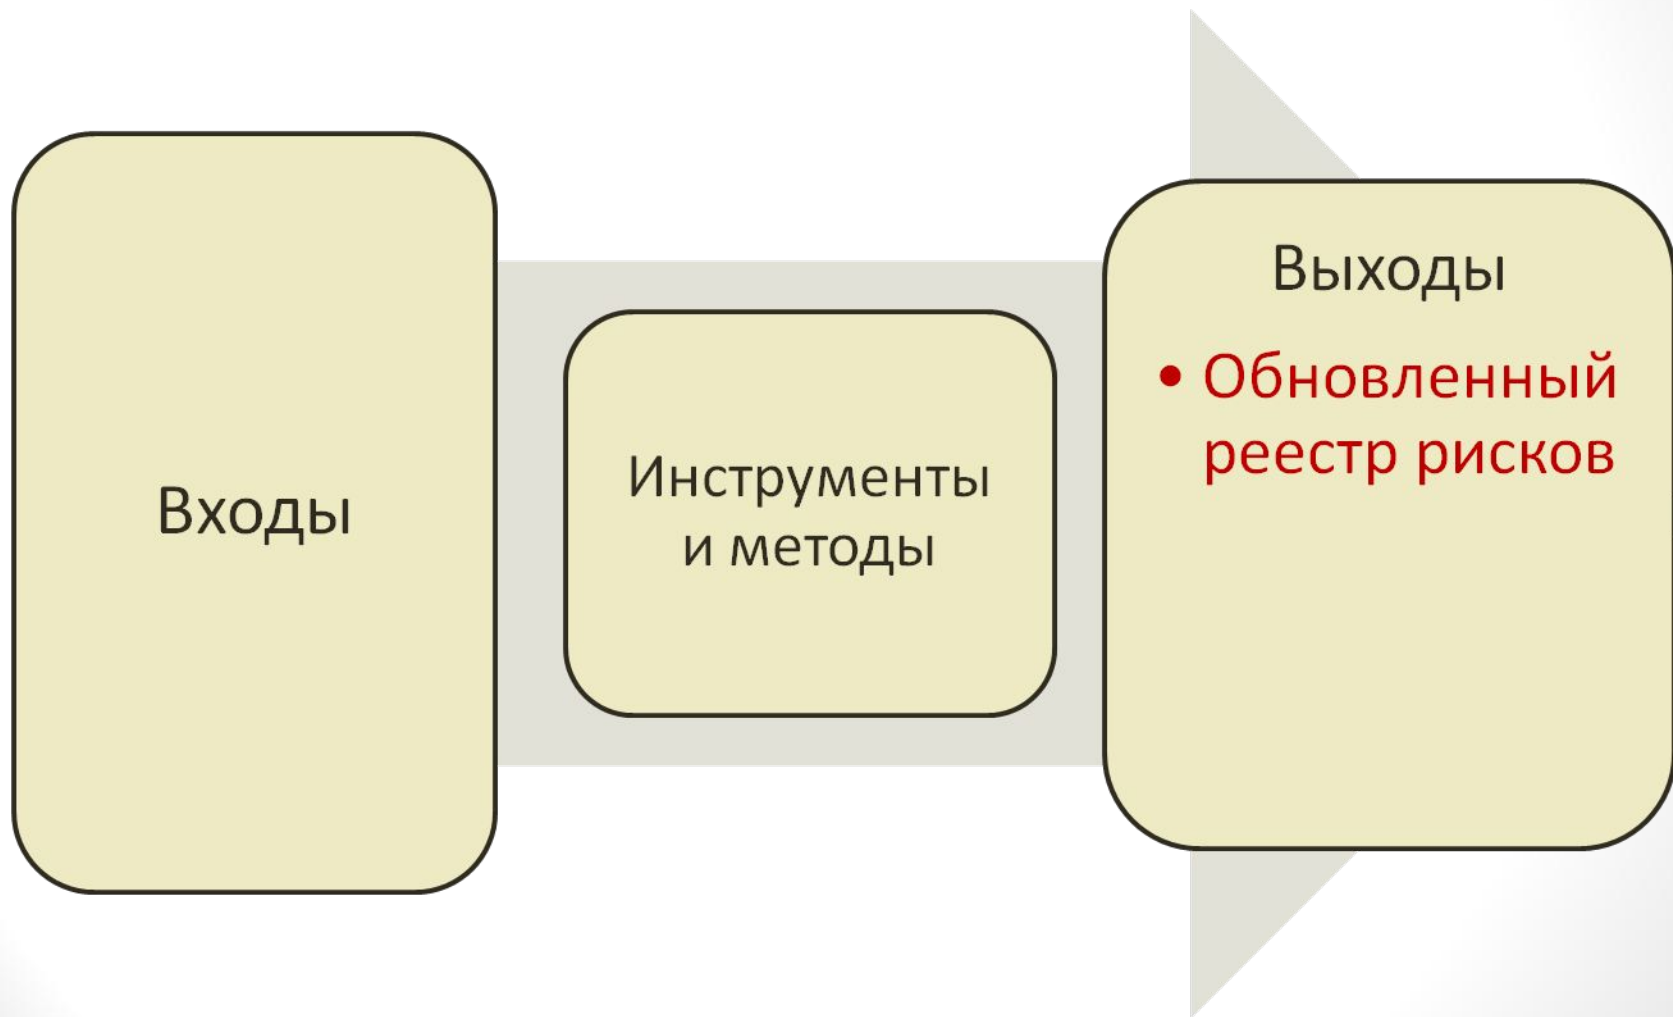 Входы
Инструменты
и методы
Выходы
• Обновленный
реестр рисков